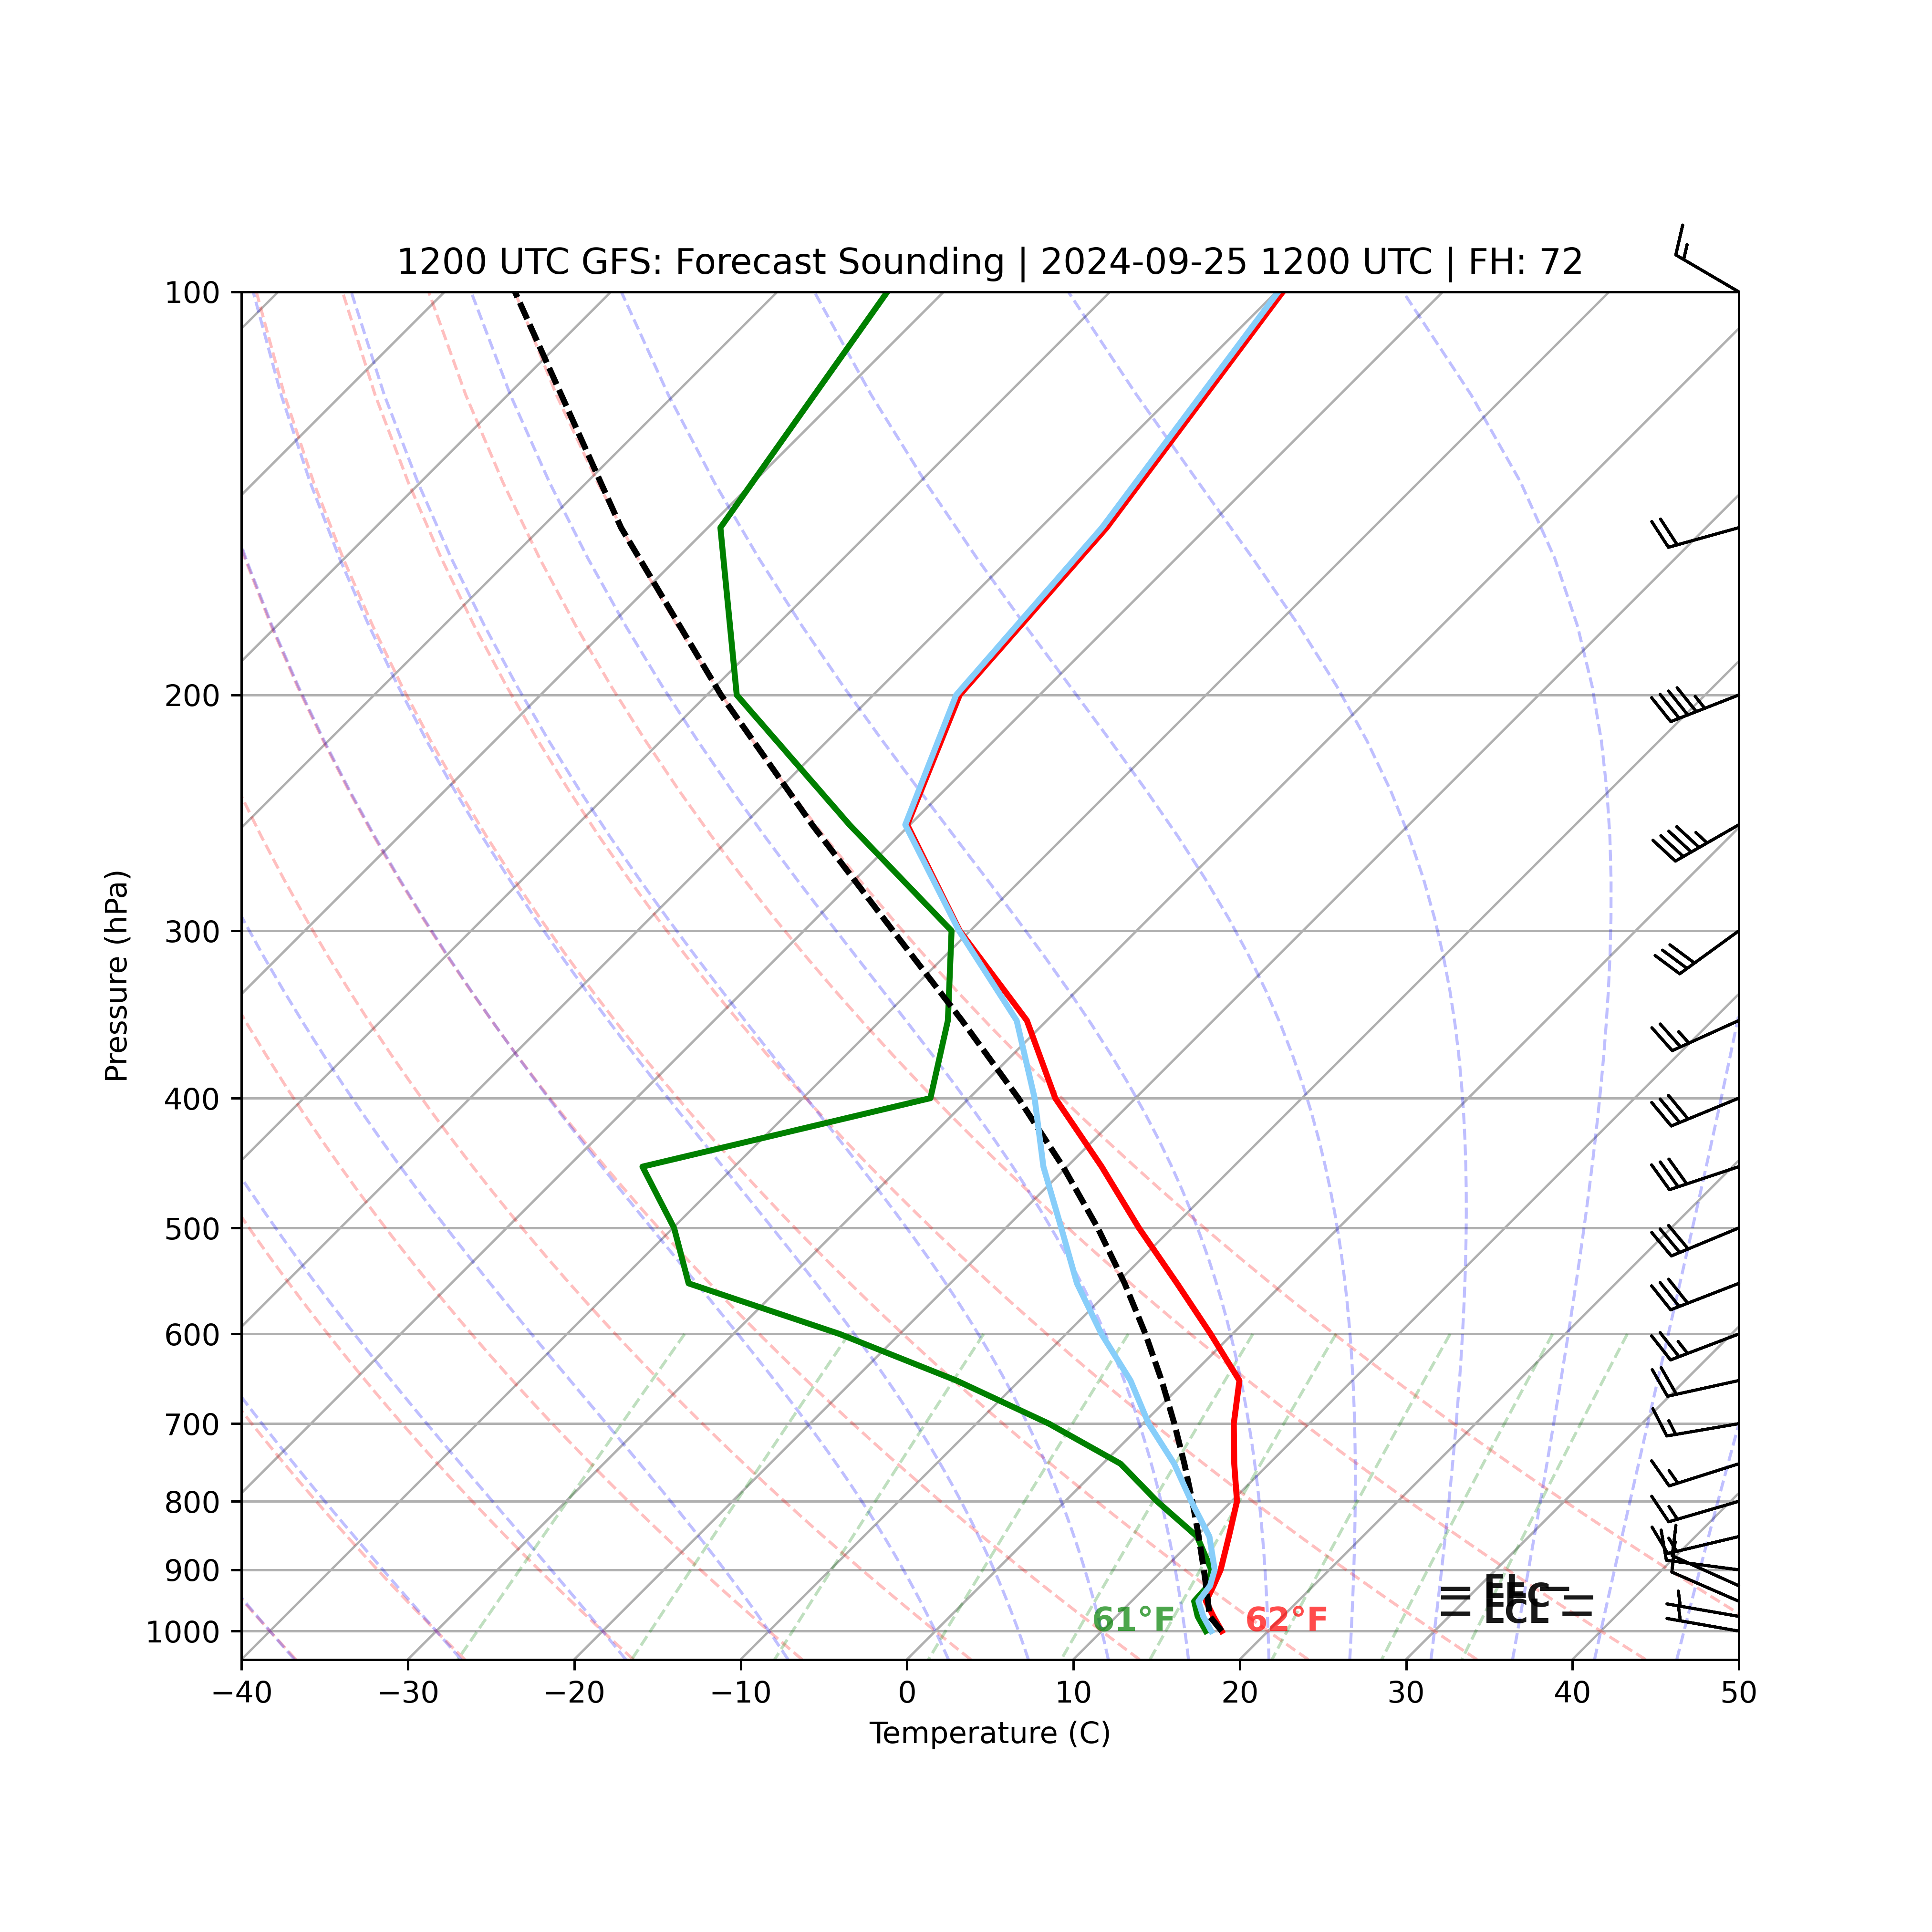 1200 UTC GFS: Forecast Sounding | 2024-09-25 1200 UTC | FH: 72
100
200
300
400
500
600
700
800
900
1000
Pressure (hPa)
= EL =
= LFC =
= LCL =
61°F
62°F
−40 −30 −20 −10 0 10 20 30 40 50
Temperature (C)